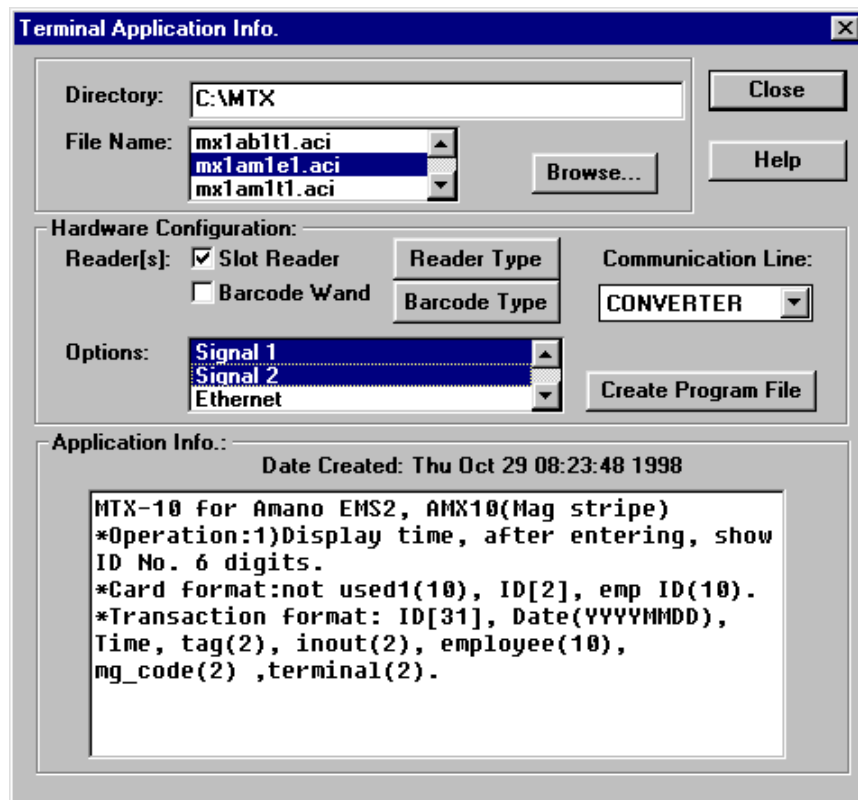 Terminal Application Info.
Directory: C:\MTX
Close
File Name: mx1ab1t1.aci
mx1am1e1.aci
mx1am1t1.aci
Browse...
Help
Hardware Configuration:
Reader[s]: Slot Reader Reader Type Communication Line:
Barcode Wand Barcode Type CONVERTER
Options: Signal 1
Signal 2
Ethernet
Create Program File
Application Info.:
Date Created: Thu Oct 29 08:23:48 1998
MTX-10 for Amano EMS2, AMX10(Mag stripe)
*Operation:1)Display time, after entering, show
ID No. 6 digits.
*Card format:not used1(10), ID[2], emp ID(10).
*Transaction format: ID[31], Date(YYYYMMDD),
Time, tag(2), inout(2), employee(10),
mg_code(2) ,terminal(2).